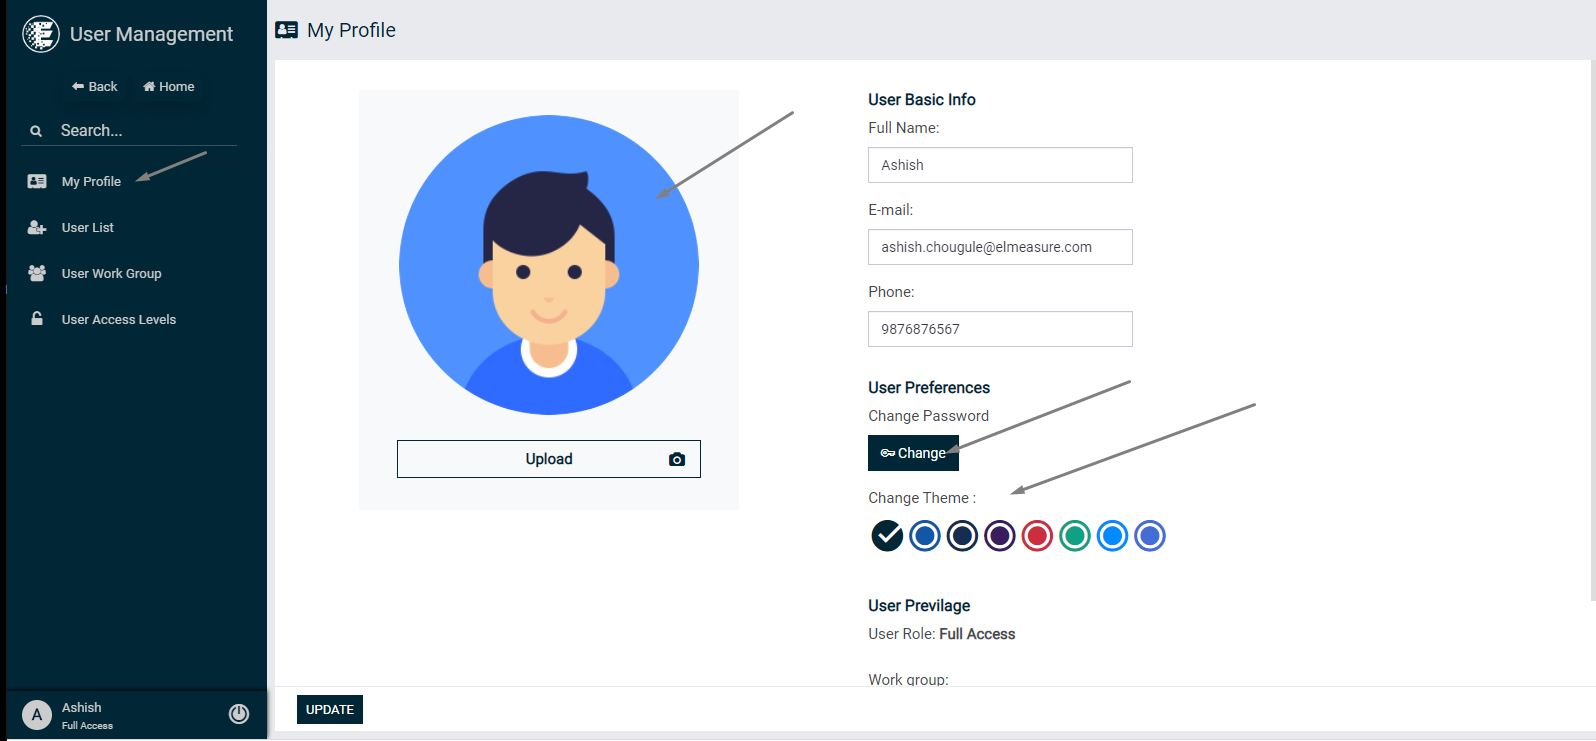 User Management
Back
Home
Search...
My Profile
User List
User Work Group
User Access Levels
A
Ashish
Full Access
My Profile
Upload
User Basic Info
Full Name:
Ashish
E-mail:
ashish.chougule@elmeasure.com
Phone:
9876876567
User Preferences
Change Password
Change
Change Theme :
User Previlage
User Role: Full Access
Work group:
UPDATE